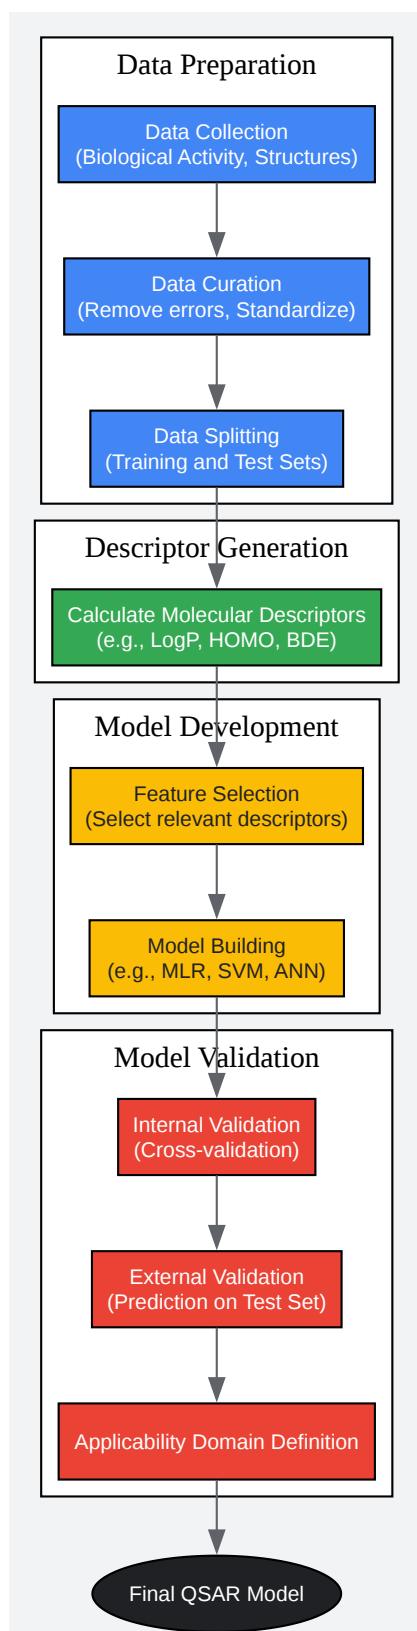 Data Preparation
Data Collection
(Biological Activity, Structures)
Data Curation
(Remove errors, Standardize)
Data Splitting
(Training and Test Sets)
Descriptor Generation
Calculate Molecular Descriptors
(e.g., LogP, HOMO, BDE)
Model Development
Feature Selection
(Select relevant descriptors)
Model Building
(e.g., MLR, SVM, ANN)
Model Validation
Internal Validation
(Cross-validation)
External Validation
(Prediction on Test Set)
Applicability Domain Definition
Final QSAR Model